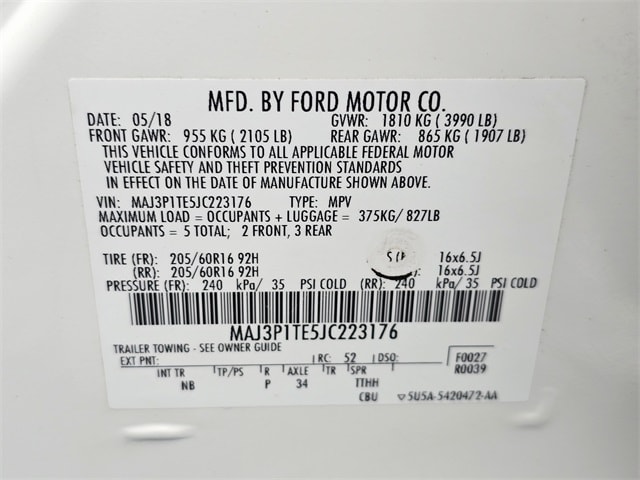 MFD. BY FORD MOTOR CO.
DATE: 05/18 GVWR: 1810 KG ( 3990 LB)
FRONT GAWR: 955 KG ( 2105 LB) REAR GAWR: 865 KG ( 1907 LB)
THIS VEHICLE CONFORMS TO ALL APPLICABLE FEDERAL MOTOR
VEHICLE SAFETY AND THEFT PREVENTION STANDARDS
IN EFFECT ON THE DATE OF MANUFACTURE SHOWN ABOVE.
VIN: MAJ3P1TE5JC223176 TYPE: MPV
MAXIMUM LOAD = OCCUPANTS + LUGGAGE = 375KG/ 827LB
OCCUPANTS = 5 TOTAL; 2 FRONT, 3 REAR
TIRE (FR): 205/60R16 92H 16x6.5J
(RR): 205/60R16 92H 16x6.5J
PRESSURE (FR): 240 kPa/ 35 PSI COLD (RR): 240 kPa/ 35 PSI COLD
MAJ3P1TE5JC223176
TRAILER TOWING - SEE OWNER GUIDE
EXT PNT: RC: 52 DSO: F0027
R0039
INT TR TP/PS R AXLE TR SPR
NB P 34 TTHH
CBU 5U5A-5420472-AA